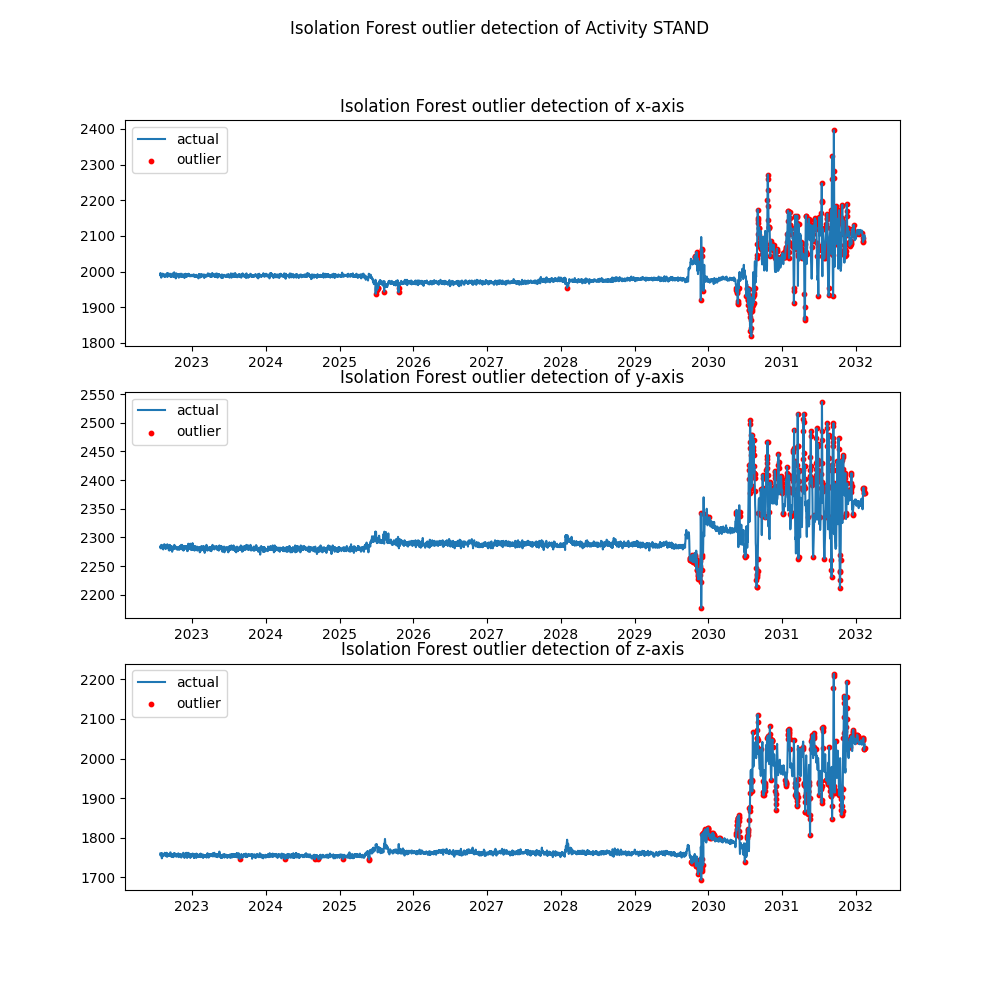 Isolation Forest outlier detection of Activity STAND
Isolation Forest outlier detection of x-axis
2400
2300
2200
2100
2000
1900
1800
actual
outlier
2023 2024 2025 2026 2027 2028 2029 2030 2031 2032
Isolation Forest outlier detection of y-axis
2550
2500
2450
2400
2350
2300
2250
2200
actual
outlier
2023 2024 2025 2026 2027 2028 2029 2030 2031 2032
Isolation Forest outlier detection of z-axis
2200
2100
2000
1900
1800
1700
actual
outlier
2023 2024 2025 2026 2027 2028 2029 2030 2031 2032